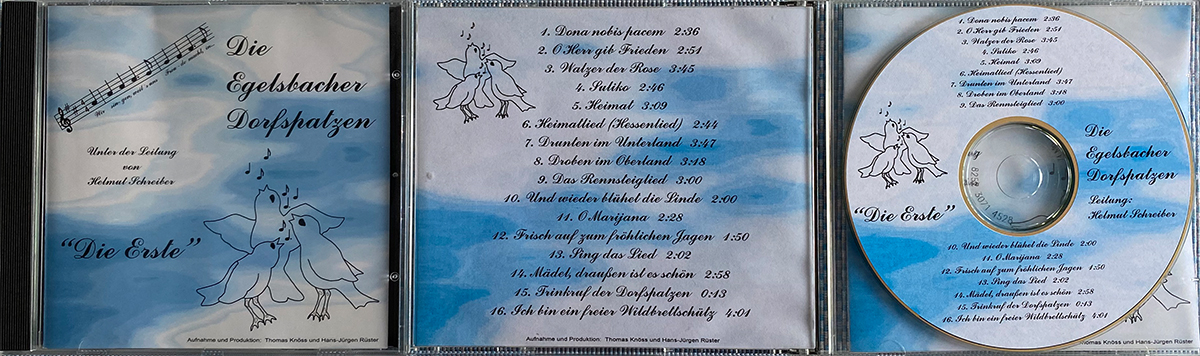 Die
Egelsbacher
Dorfspatzen
Unter der Leitung
von
Helmut Schreiber
"Die Erste"
Aufnahme und Produktion: Thomas Knöss und Hans-Jürgen Rüster
1. Dona nobis pacem 2:36
2. O Herr gib Frieden 2:51
3. Walzer der Rose 3:45
4. Suliko 2:46
5. Heimat 3:09
6. Heimatlied (Hessenlied) 2:44
7. Drunten im Unterland 3:47
8. Droben im Oberland 3:18
9. Das Rennsteiglied 3:00
10. Und wieder blühet die Linde 2:00
11. O Marijana 2:28
12. Frisch auf zum fröhlichen Jagen 1:50
13. Sing das Lied 2:02
14. Mädel, draußen ist es schön 2:58
15. Trinkruf der Dorfspatzen 0:13
16. Ich bin ein freier Wildbrettschütz 4:01
Aufnahme und Produktion: Thomas Knöss und Hans-Jürgen Rüster
1. Dona nobis pacem 2:36
2. O Herr gib Frieden 2:51
3. Walzer der Rose 3:45
4. Suliko 2:46
5. Heimat 3:09
6. Heimatlied (Hessenlied)
7. Drunten im Unterland 3:47
8. Droben im Oberland 3:18
9. Das Rennsteiglied 3:00
Die
Egelsbacher
Dorfspatzen
Leitung:
Helmut Schreiber
"Die Erste"
3071 4528
10. Und wieder blühet die Linde 2:00
11. O Marijana 2:28
12. Frisch auf zum fröhlichen Jagen 1:50
13. Sing das Lied 2:02
14. Mädel, draußen ist es schön 2:58
15. Trinkruf der Dorfspatzen 0:13
16. Ich bin ein freier Wildbrettschütz 4:01
Thomas Knöss und Hans-Jürgen Rüster